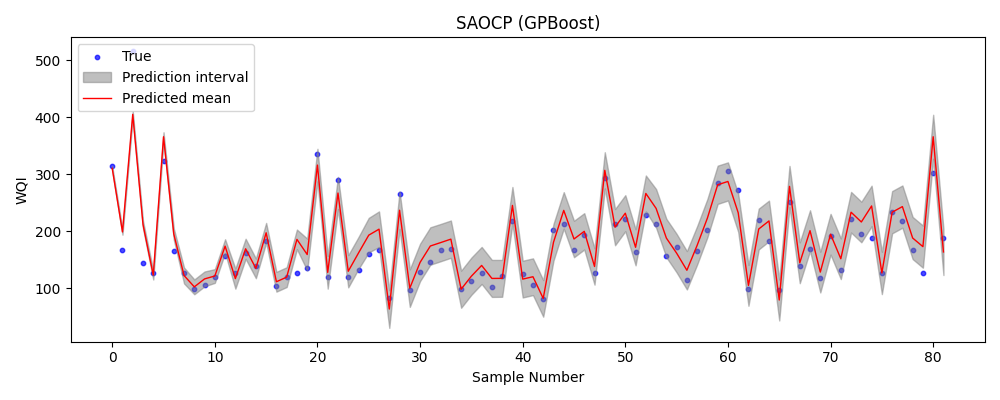 SAOCP (GPBoost)
True
Prediction interval
Predicted mean
WQI
500
400
300
200
100
0 10 20 30 40 50 60 70 80
Sample Number